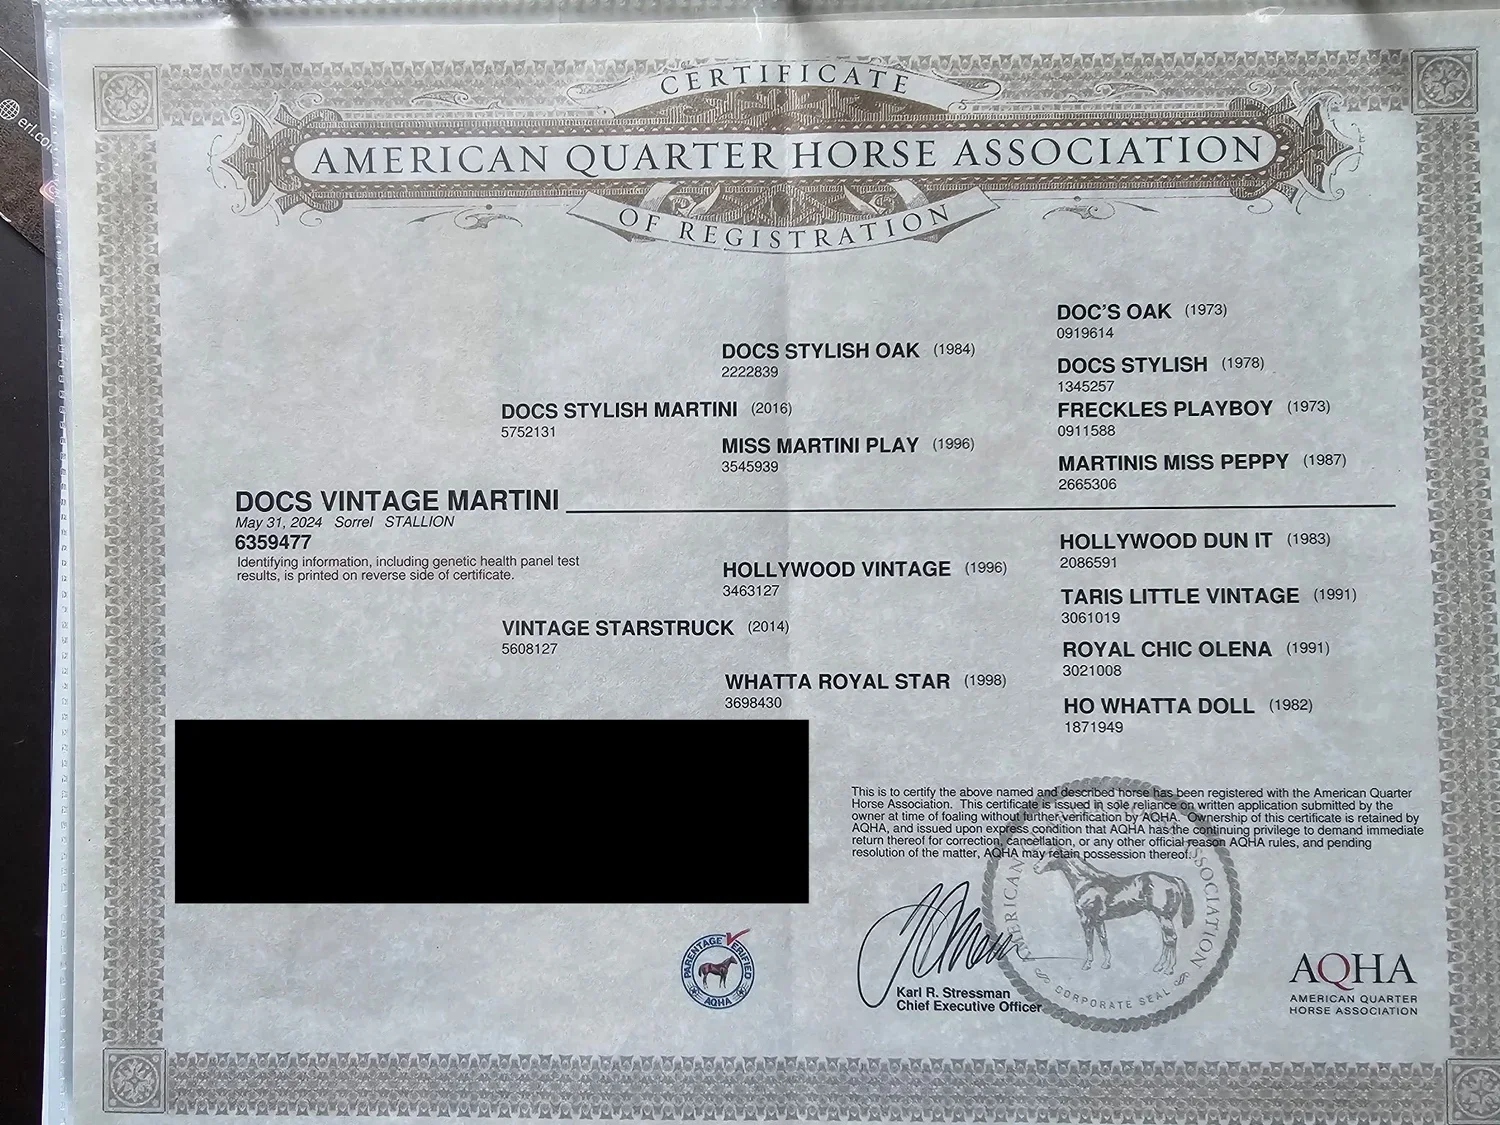 erl.co
CERTIFICATE
AMERICAN QUARTER HORSE ASSOCIATION
OF REGISTRATION
DOC'S OAK (1973)
0919614
DOCS STYLISH OAK (1984)
2222839
DOCS STYLISH (1978)
1345257
DOCS STYLISH MARTINI (2016)
5752131
FRECKLES PLAYBOY (1973)
0911588
MISS MARTINI PLAY (1996)
3545939
MARTINIS MISS PEPPY (1987)
2665306
DOCS VINTAGE MARTINI
May 31, 2024 Sorrel STALLION
6359477
Identifying information, including genetic health panel test
results, is printed on reverse side of certificate.
HOLLYWOOD DUN IT (1983)
2086591
HOLLYWOOD VINTAGE (1996)
3463127
TARIS LITTLE VINTAGE (1991)
3061019
VINTAGE STARSTRUCK (2014)
5608127
ROYAL CHIC OLENA (1991)
3021008
WHATTA ROYAL STAR (1998)
3698430
HO WHATTA DOLL (1982)
1871949
This is to certify the above named and described horse has been registered with the American Quarter
Horse Association. This certificate is issued in sole reliance on written application submitted by the
owner at time of foaling without further verification by AQHA. Ownership of this certificate is retained by
AQHA, and issued upon express condition that AQHA has the continuing privilege to demand immediate
return thereof for correction, cancellation, or any other official reason AQHA rules, and pending
resolution of the matter, AQHA may retain possession thereof.
PARENTAGE VERIFIED
AQHA
Karl R. Stressman
Chief Executive Officer
AMERICAN ASSOCIATION
CORPORATE SEAL
AQHA
AMERICAN QUARTER
HORSE ASSOCIATION